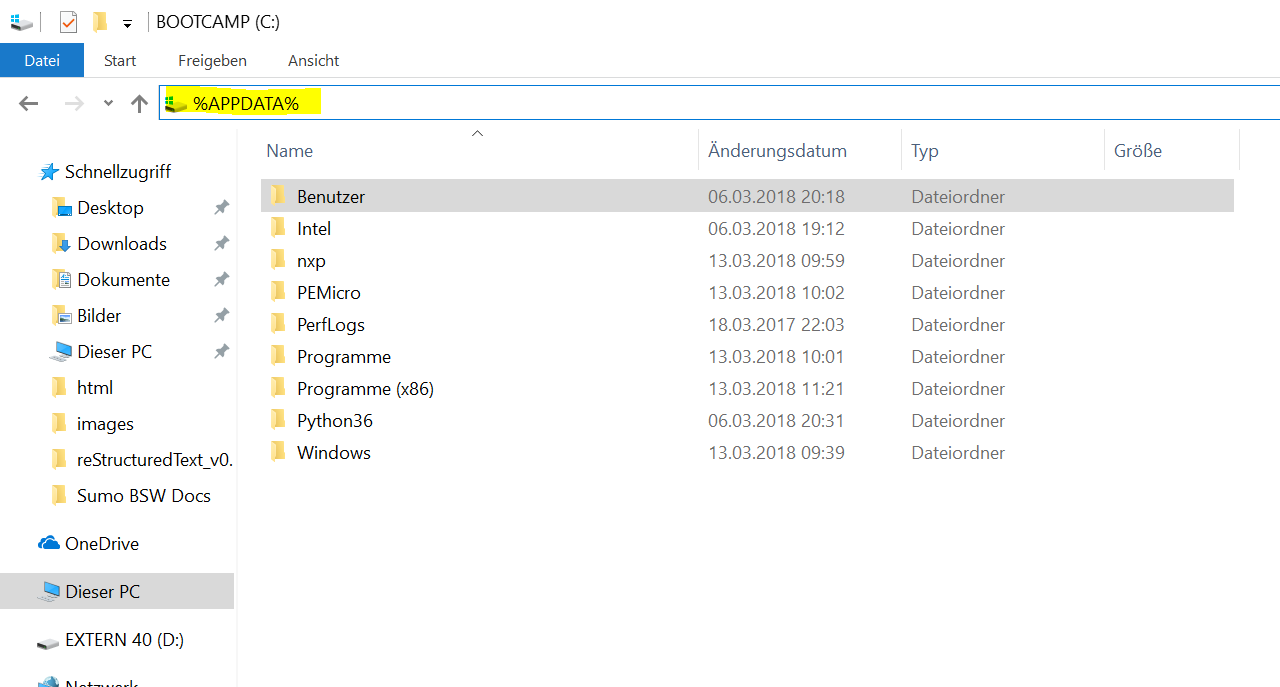 BOOTCAMP (C:)
Datei Start Freigeben Ansicht
%APPDATA%
Name Änderungsdatum Typ Größe
Schnellzugriff
Desktop
Downloads
Dokumente
Bilder
Dieser PC
html
images
reStructuredText_v0.
Sumo BSW Docs
OneDrive
Dieser PC
EXTERN 40 (D:)
Netzwerk
Benutzer 06.03.2018 20:18 Dateiordner
Intel 06.03.2018 19:12 Dateiordner
nxp 13.03.2018 09:59 Dateiordner
PEMicro 13.03.2018 10:02 Dateiordner
PerfLogs 18.03.2017 22:03 Dateiordner
Programme 13.03.2018 10:01 Dateiordner
Programme (x86) 13.03.2018 11:21 Dateiordner
Python36 06.03.2018 20:31 Dateiordner
Windows 13.03.2018 09:39 Dateiordner